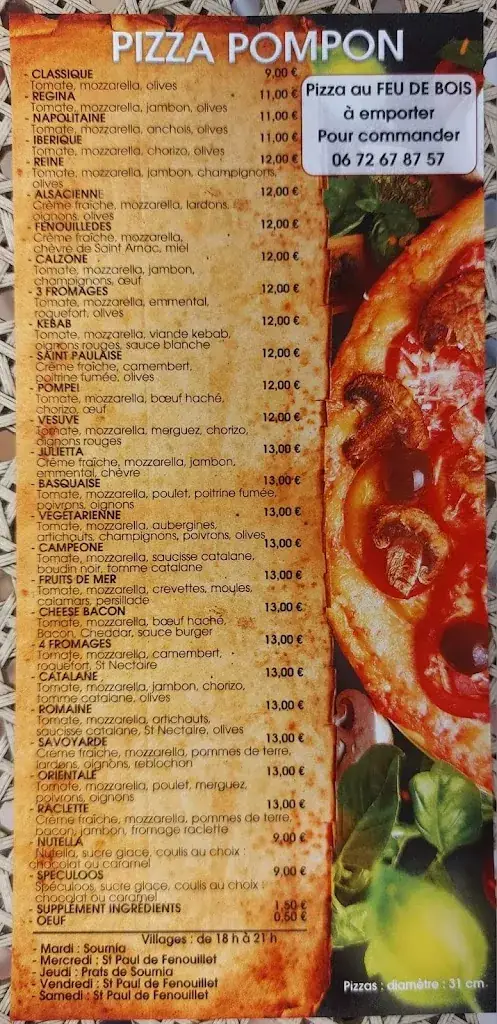 PIZZA POMPON
- CLASSIQUE 9,00 €
Tomate, mozzarella, olives
- REGINA 11,00 €
Tomate, mozzarella, jambon, olives
- NAPOLITAINE 11,00 €
Tomate, mozzarella, anchois, olives
- IBERIQUE 11,00 €
Tomate, mozzarella, chorizo, olives
- REINE 12,00 €
Tomate, mozzarella, jambon, champignons,
olives
- ALSACIENNE 12,00 €
Crème fraîche, mozzarella, lardons,
oignons, olives
- FENOUILLEDES 12,00 €
Crème fraîche, mozzarella,
chèvre de Saint Arnac, miel
- CALZONE 12,00 €
Tomate, mozzarella, jambon,
champignons, œuf
- 3 FROMAGES 12,00 €
Tomate, mozzarella, emmental,
roquefort, olives
- KEBAB 12,00 €
Tomate, mozzarella, viande kebab,
oignons rouges, sauce blanche
- SAINT PAULAISE 12,00 €
Crème fraîche, camembert,
poitrine fumée, olives
- POMPEI 12,00 €
Tomate, mozzarella, bœuf haché,
chorizo, œuf
- VESUVE 12,00 €
Tomate, mozzarella, merguez, chorizo,
oignons rouges
- JULIETTA 13,00 €
Crème fraîche, mozzarella, jambon,
emmental, chèvre
- BASQUAISE 13,00 €
Tomate, mozzarella, poulet, poitrine fumée,
poivrons, oignons
- VEGETARIENNE 13,00 €
Tomate, mozzarella, aubergines,
artichauts, champignons, poivrons, olives
- CAMPEONE 13,00 €
Tomate, mozzarella, saucisse catalane,
boudin noir, tomme catalane
- FRUITS DE MER 13,00 €
Tomate, mozzarella, crevettes, moules,
calamars, persillade
- CHEESE BACON 13,00 €
Tomate, mozzarella, bœuf haché,
Bacon, Cheddar, sauce burger
- 4 FROMAGES 13,00 €
Tomate, mozzarella, camembert,
roquefort, St Nectaire
- CATALANE 13,00 €
Tomate, mozzarella, jambon, chorizo,
tomme catalane, olives
- ROMAINE 13,00 €
Tomate, mozzarella, artichauts,
saucisse catalane, St Nectaire, olives
- SAVOYARDE 13,00 €
Crème fraîche, mozzarella, pommes de terre,
lardons, oignons, reblochon
- ORIENTALE 13,00 €
Tomate, mozzarella, poulet, merguez,
poivrons, oignons
- RACLETTE 13,00 €
Crème fraîche, mozzarella, pommes de terre,
bacon, jambon, fromage raclette
- NUTELLA 9,00 €
Nutella, sucre glace, coulis au choix :
chocolat ou caramel
- SPECULOOS 9,00 €
Spéculoos, sucre glace, coulis au choix :
chocolat ou caramel
- SUPPLÉMENT INGRÉDIENTS 1,50 €
- OEUF 0,50 €
Villages : de 18 h à 21 h
- Mardi : Sournia
- Mercredi : St Paul de Fenouillet
- Jeudi : Prats de Sournia
- Vendredi : St Paul de Fenouillet
- Samedi : St Paul de Fenouillet
Pizza au FEU DE BOIS
à emporter
Pour commander
06 72 67 87 57
Pizzas : diamètre : 31 cm.